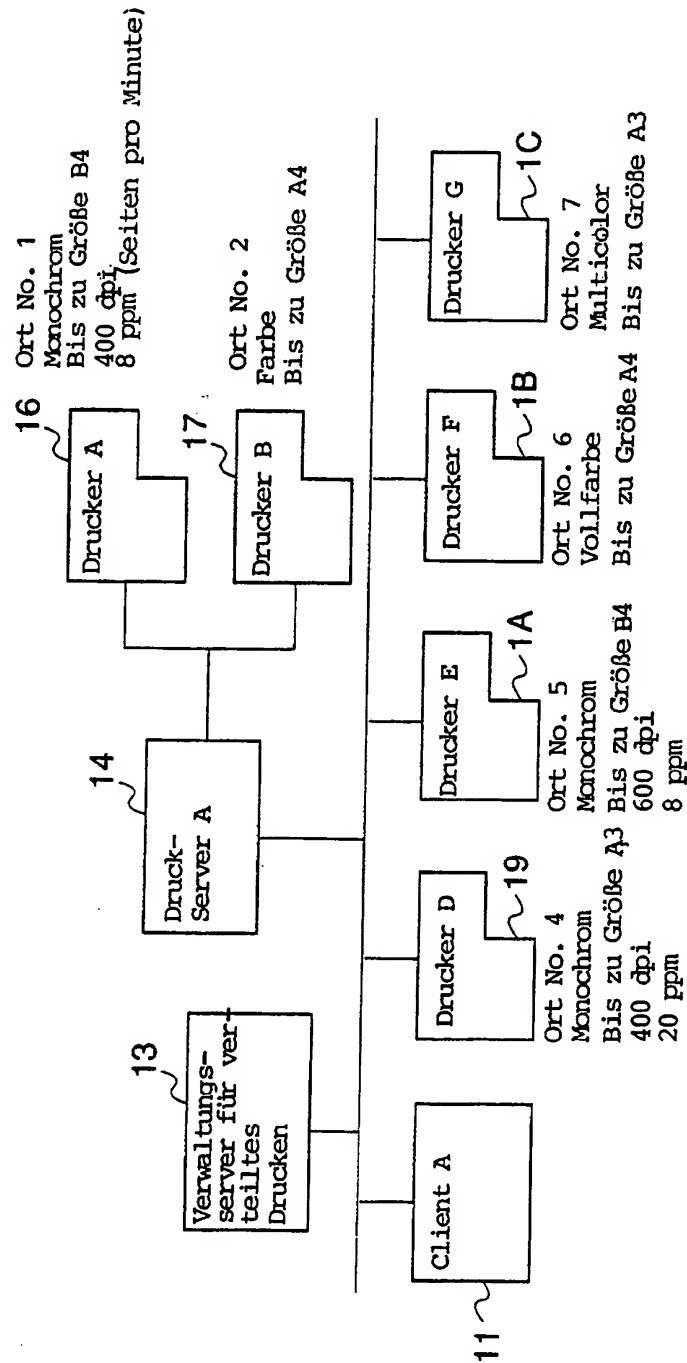 Ort No. 1
Monochrom
Bis zu Größe B4
400 dpi
8 ppm (Seiten pro Minute)
16
Drucker A
Ort No. 2
Farbe
Bis zu Größe A4
17
Drucker B
14
Druck-
Server A
13
Verwaltungs-
server für ver-
teiltes
Drucken
Client A
11
Drucker D
19
Ort No. 4
Monochrom
Bis zu Größe A3
400 dpi
20 ppm
Drucker E
1A
Ort No. 5
Monochrom
Bis zu Größe B4
600 dpi
8 ppm
Drucker F
1B
Ort No. 6
Vollfarbe
Bis zu Größe A4
Drucker G
1C
Ort No. 7
Multicolor
Bis zu Größe A3